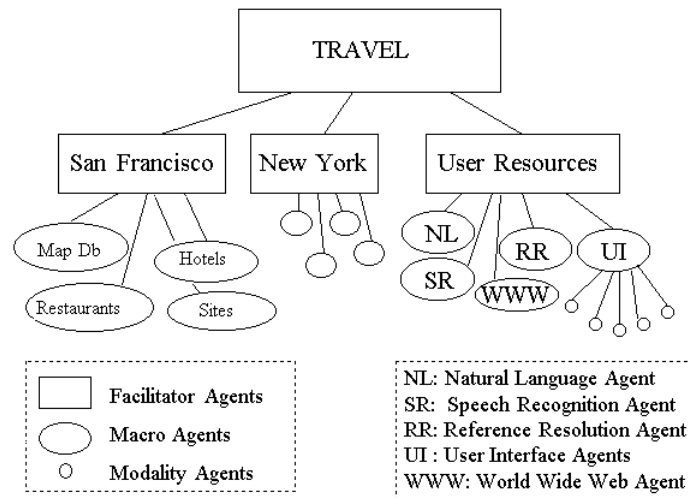 TRAVEL
San Francisco
New York
User Resources
Map Db
Hotels
Restaurants
Sites
NL
RR
UI
SR
WWW
Facilitator Agents
Macro Agents
Modality Agents
NL: Natural Language Agent
SR: Speech Recognition Agent
RR: Reference Resolution Agent
UI : User Interface Agents
WWW: World Wide Web Agent